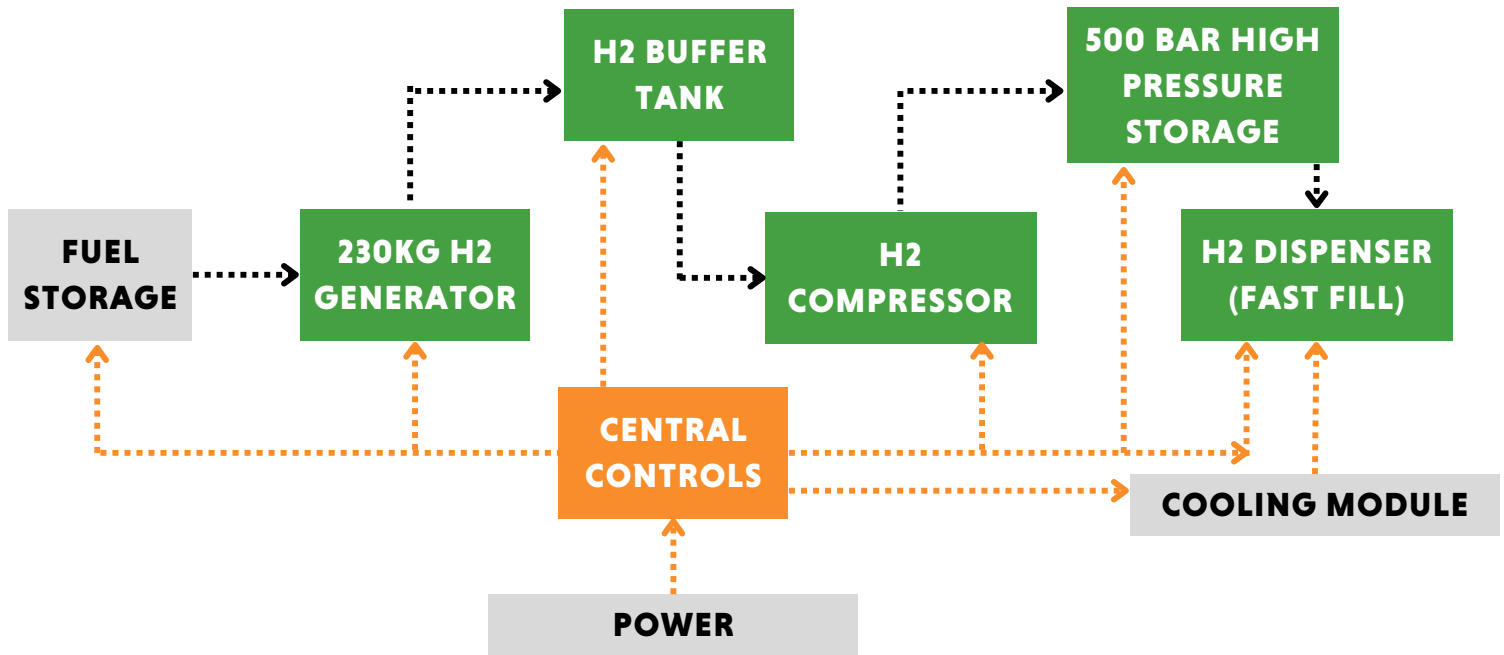 H2 BUFFER
TANK
500 BAR HIGH
PRESSURE
STORAGE
FUEL
STORAGE
230KG H2
GENERATOR
H2
COMPRESSOR
H2 DISPENSER
(FAST FILL)
CENTRAL
CONTROLS
COOLING MODULE
POWER